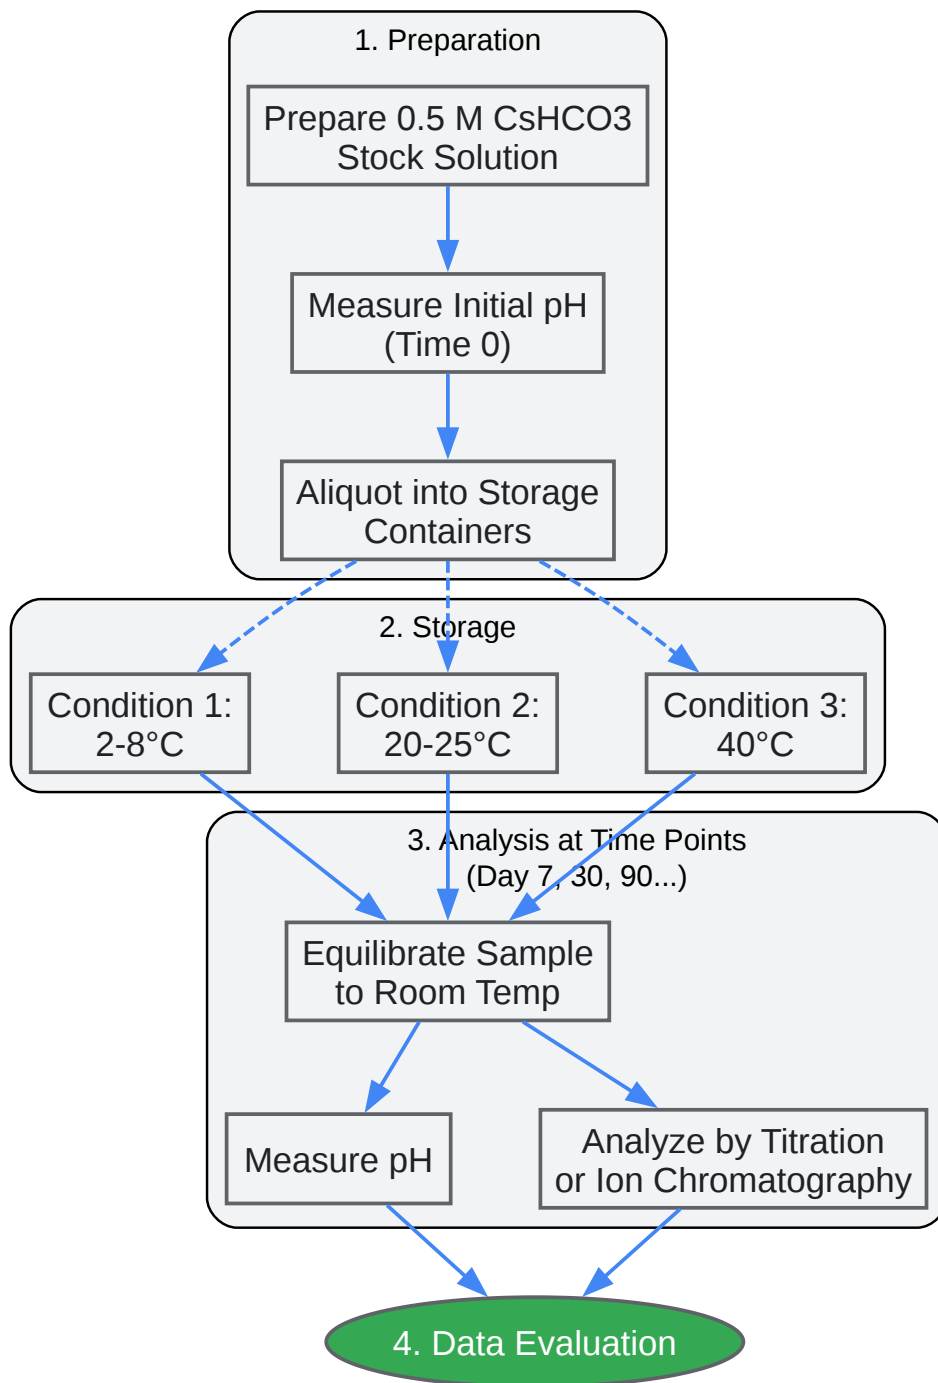 1. Preparation
Prepare 0.5 M CsHCO3
Stock Solution
Measure Initial pH
(Time 0)
Aliquot into Storage
Containers
2. Storage
Condition 1:
2-8°C
Condition 2:
20-25°C
Condition 3:
40°C
3. Analysis at Time Points
(Day 7, 30, 90...)
Equilibrate Sample
to Room Temp
Measure pH
Analyze by Titration
or Ion Chromatography
4. Data Evaluation